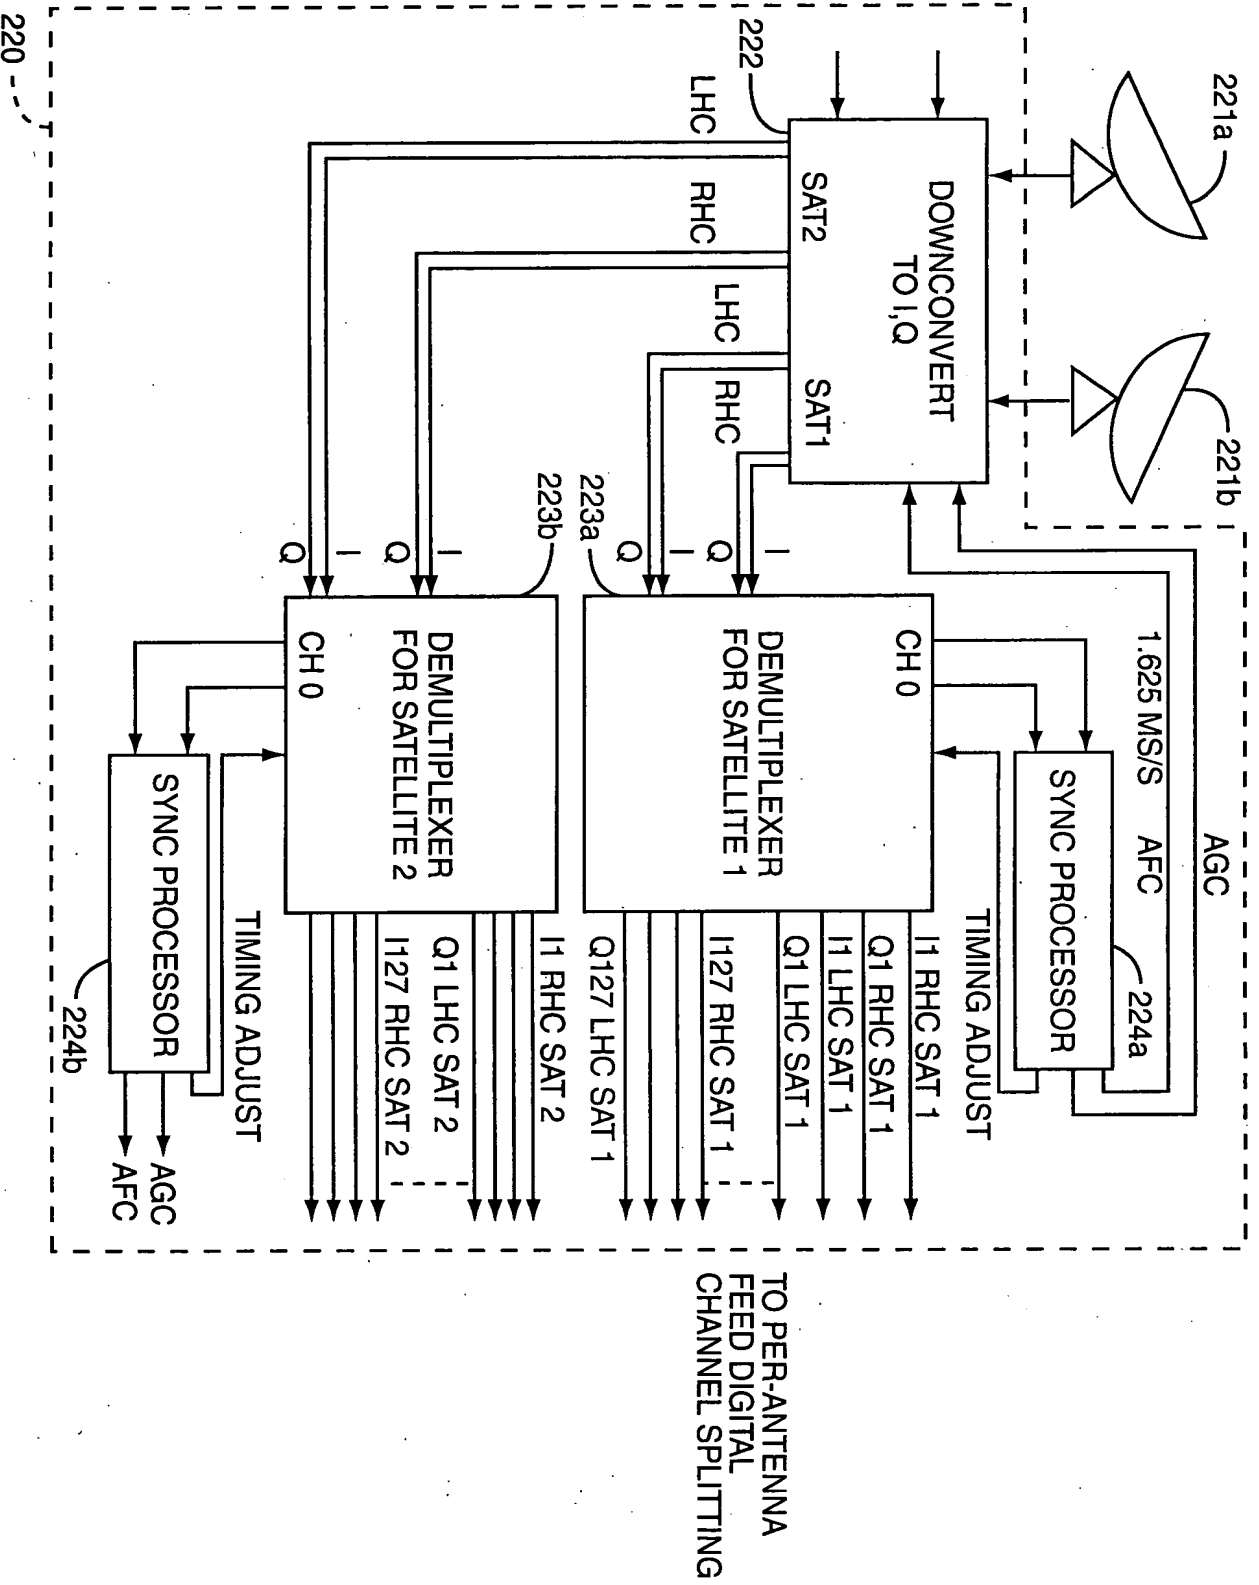 220
221a
221b
222
DOWNCONVERT
TO I,Q
SAT2
SAT1
LHC
RHC
LHC
RHC
AGC
1.625 MS/S AFC
223a
223b
I
Q
I
Q
I
Q
I
Q
CH 0
DEMULTIPLEXER
FOR SATELLITE 1
CH 0
DEMULTIPLEXER
FOR SATELLITE 2
SYNC PROCESSOR
224a
TIMING ADJUST
I1 RHC SAT 1
Q1 RHC SAT 1
I1 LHC SAT 1
Q1 LHC SAT 1
I127 RHC SAT 1
Q127 LHC SAT 1
I1 RHC SAT 2
Q1 LHC SAT 2
I127 RHC SAT 2
TIMING ADJUST
SYNC PROCESSOR
224b
AGC
AFC
TO PER-ANTENNA
FEED DIGITAL
CHANNEL SPLITTING